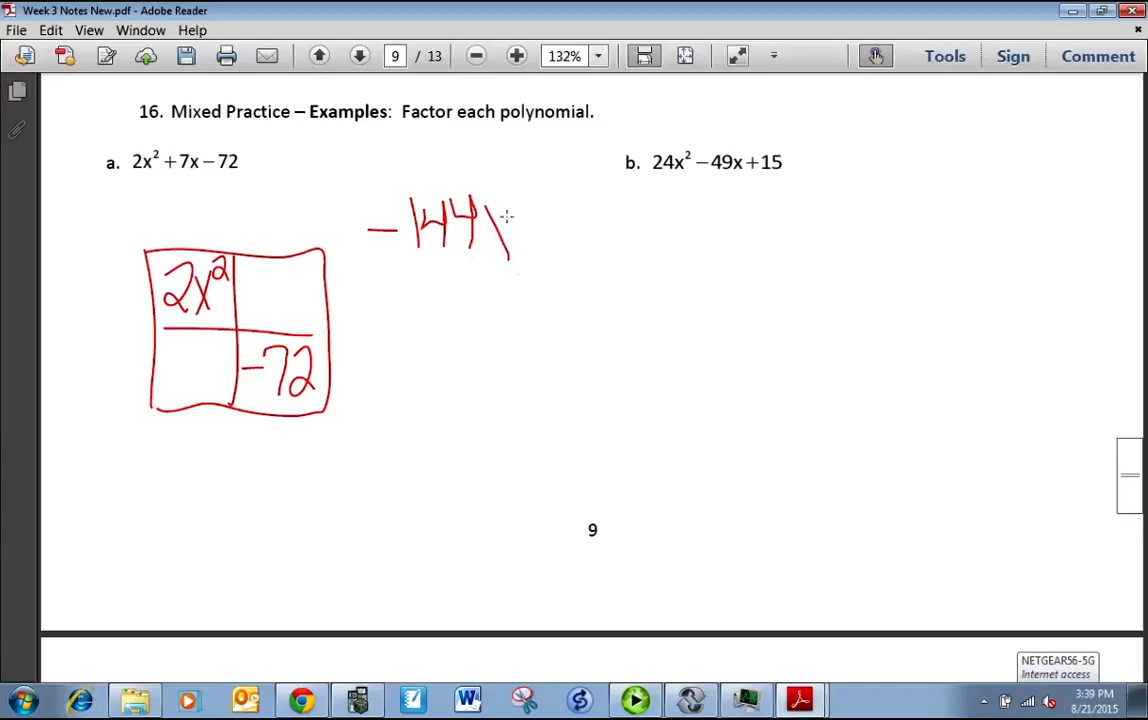 Week 3 Notes New.pdf - Adobe Reader
File Edit View Window Help
9 / 13 132% Tools Sign Comment
16. Mixed Practice – Examples: Factor each polynomial.
a. 2x² + 7x − 72
b. 24x² − 49x + 15
−144
2x²
−72
9
NETGEAR56-5G
Internet access
3:39 PM
8/21/2015